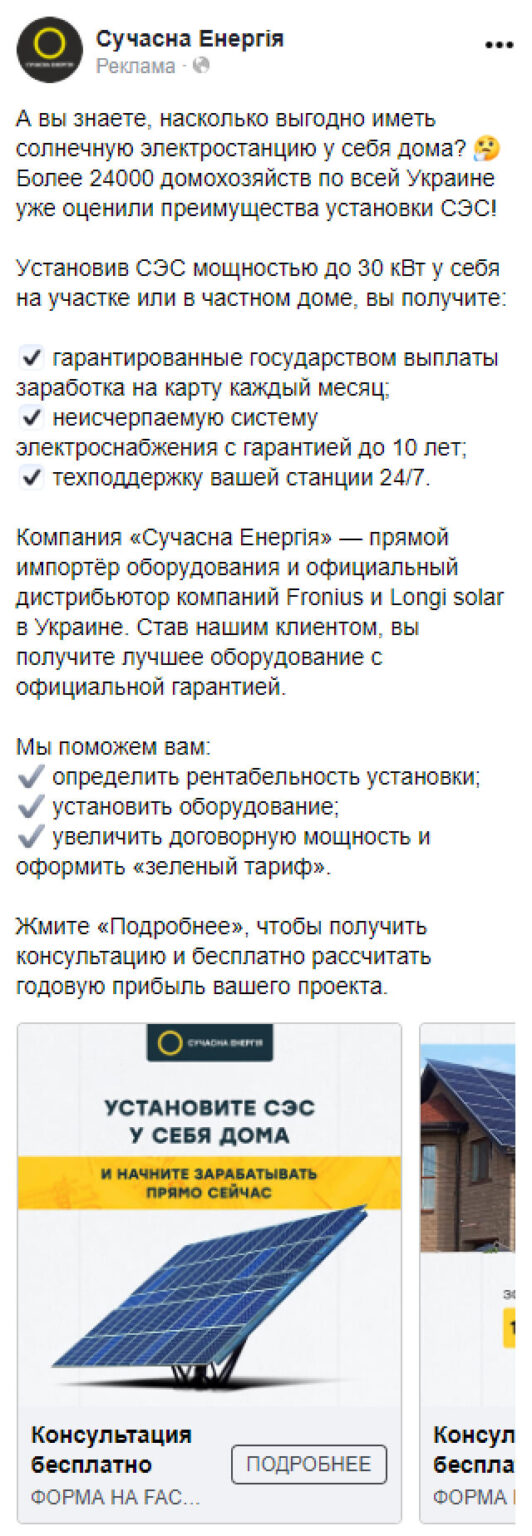 Сучасна Енергія
Реклама ·
А вы знаете, насколько выгодно иметь
солнечную электростанцию у себя дома? 🤔
Более 24000 домохозяйств по всей Украине
уже оценили преимущества установки СЭС!
Установив СЭС мощностью до 30 кВт у себя
на участке или в частном доме, вы получите:
✔ гарантированные государством выплаты
заработка на карту каждый месяц;
✔ неисчерпаемую систему
электроснабжения с гарантией до 10 лет;
✔ техподдержку вашей станции 24/7.
Компания «Сучасна Енергія» — прямой
импортёр оборудования и официальный
дистрибьютор компаний Fronius и Longi solar
в Украине. Став нашим клиентом, вы
получите лучшее оборудование с
официальной гарантией.
Мы поможем вам:
✔ определить рентабельность установки;
✔ установить оборудование;
✔ увеличить договорную мощность и
оформить «зеленый тариф».
Жмите «Подробнее», чтобы получить
консультацию и бесплатно рассчитать
годовую прибыль вашего проекта.
СУЧАСНА ЕНЕРГІЯ
УСТАНОВИТЕ СЭС
У СЕБЯ ДОМА
И НАЧНИТЕ ЗАРАБАТЫВАТЬ
ПРЯМО СЕЙЧАС
Консультация
бесплатно
ФОРМА НА FAC...
ПОДРОБНЕЕ
Консул
беспла
ФОРМА